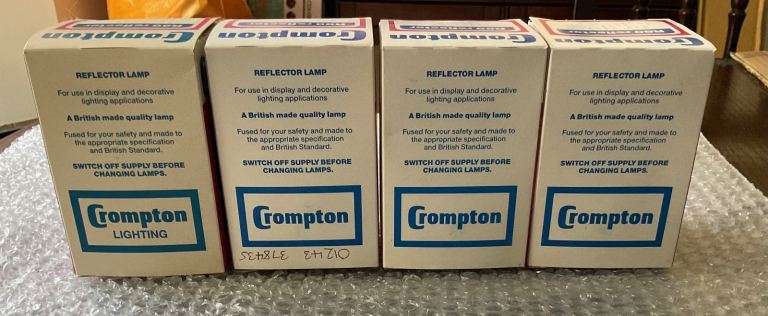 Crompton
REFLECTOR LAMP
For use in display and decorative
lighting applications
A British made quality lamp
Fused for your safety and made to
the appropriate specification
and British Standard.
SWITCH OFF SUPPLY BEFORE
CHANGING LAMPS.
Crompton
LIGHTING
Crompton
REFLECTOR LAMP
For use in display and decorative
lighting applications
A British made quality lamp
Fused for your safety and made to
the appropriate specification
and British Standard.
SWITCH OFF SUPPLY BEFORE
CHANGING LAMPS.
Crompton
01243 378435
Crompton
REFLECTOR LAMP
For use in display and decorative
lighting applications
A British made quality lamp
Fused for your safety and made to
the appropriate specification
and British Standard.
SWITCH OFF SUPPLY BEFORE
CHANGING LAMPS.
Crompton
Crompton
REFLECTOR LAMP
For use in display and decorative
lighting applications
A British made quality lamp
Fused for your safety and made to
the appropriate specification
and British Standard.
SWITCH OFF SUPPLY BEFORE
CHANGING LAMPS.
Crompton